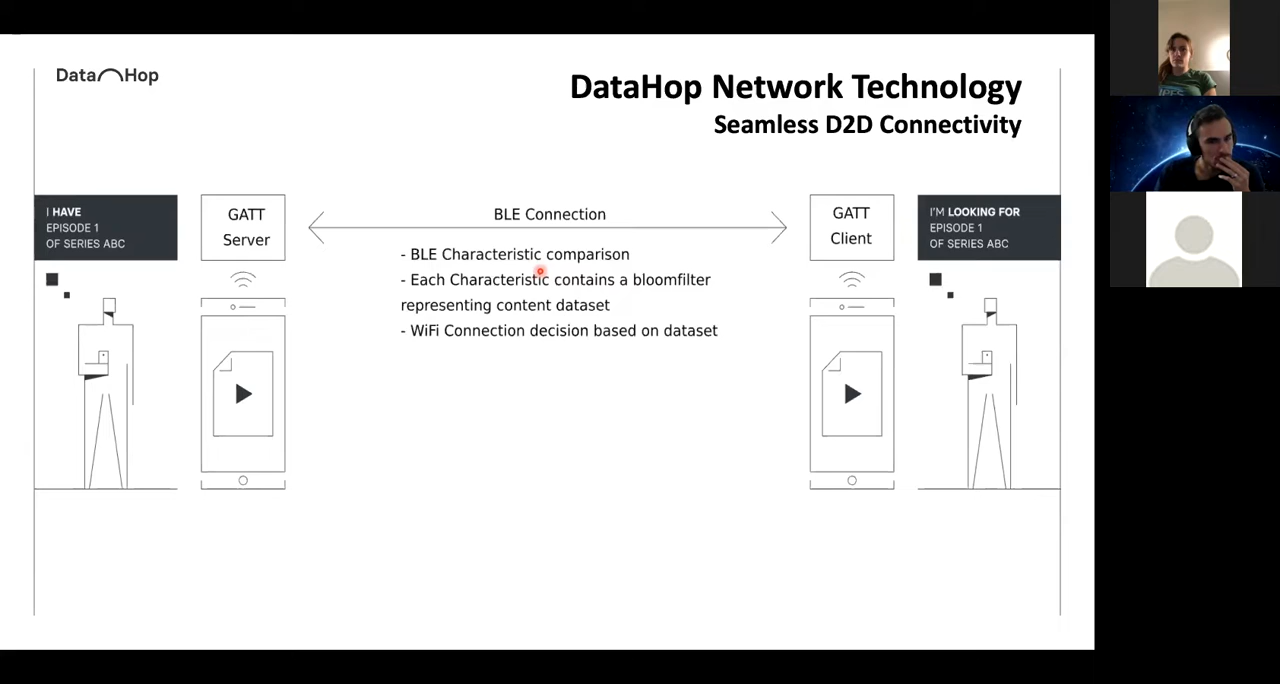 Data Hop
DataHop Network Technology
Seamless D2D Connectivity
I HAVE
EPISODE 1
OF SERIES ABC
GATT
Server
BLE Connection
- BLE Characteristic comparison
- Each Characteristic contains a bloomfilter
representing content dataset
- WiFi Connection decision based on dataset
GATT
Client
I'M LOOKING FOR
EPISODE 1
OF SERIES ABC